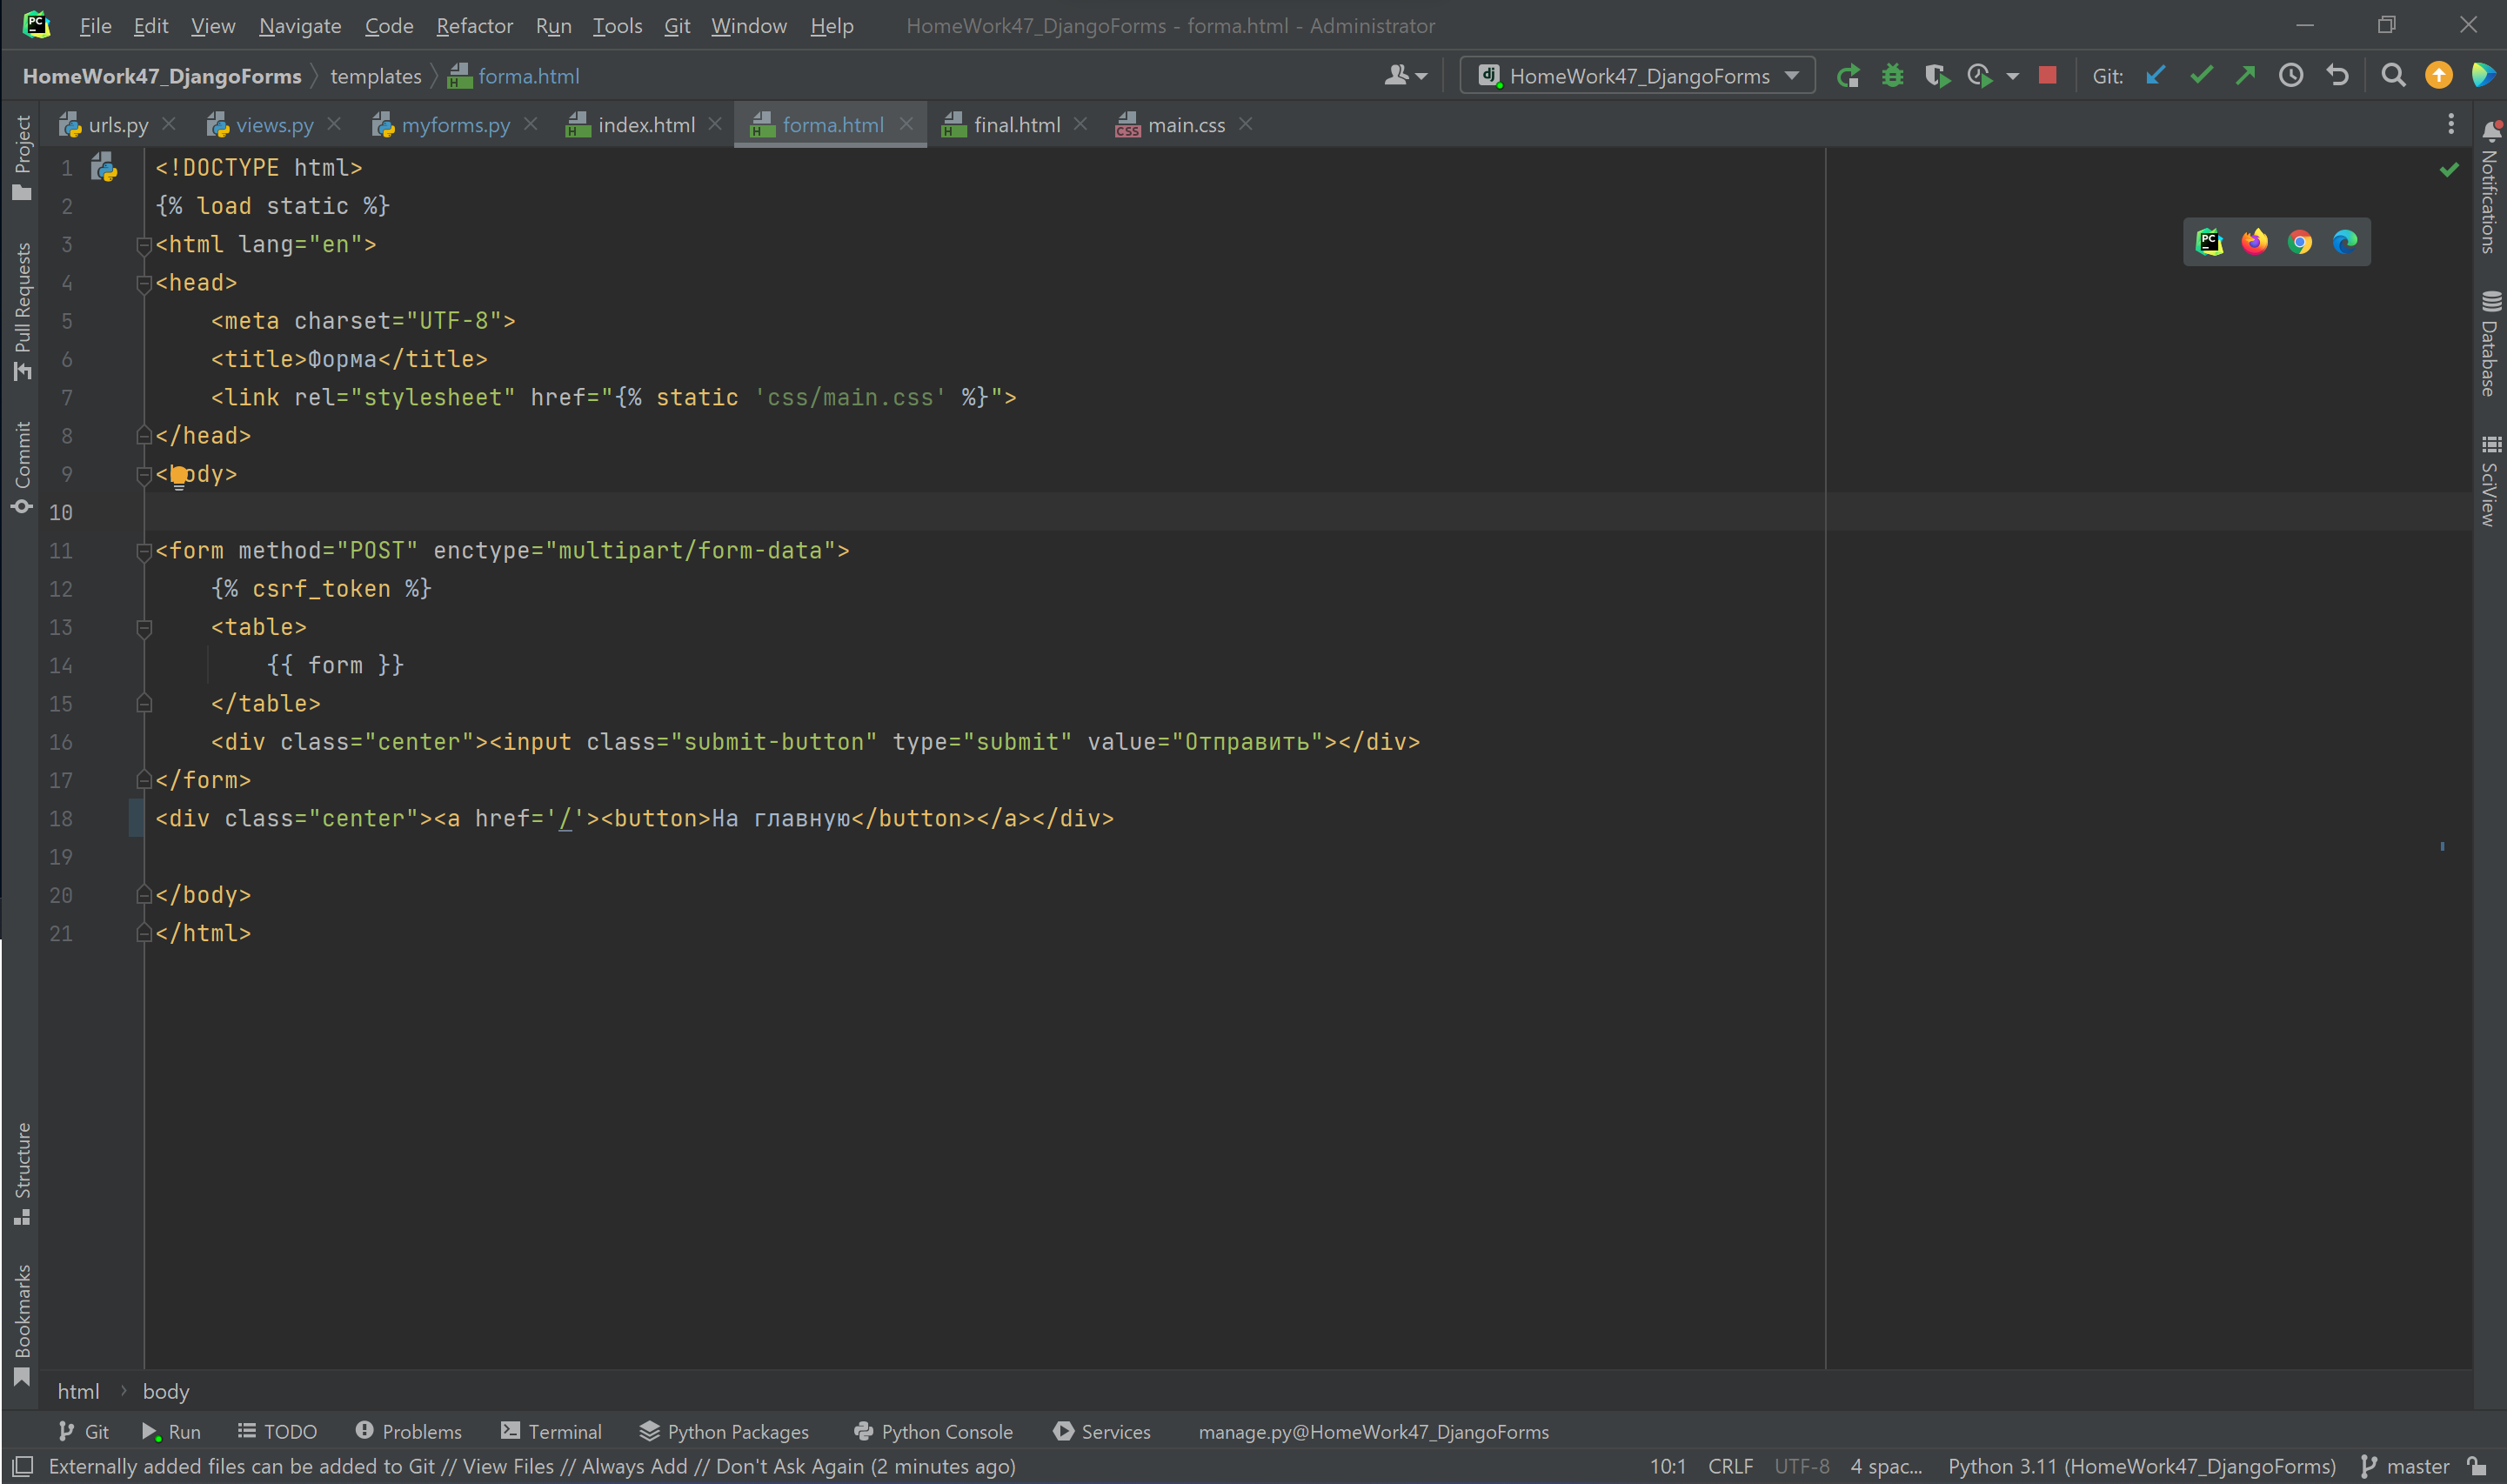 File Edit View Navigate Code Refactor Run Tools Git Window Help HomeWork47_DjangoForms - forma.html - Administrator
HomeWork47_DjangoForms templates forma.html HomeWork47_DjangoForms Git:
urls.py views.py myforms.py index.html forma.html final.html main.css
Project
Pull Requests
Commit
Structure
Bookmarks
1 <!DOCTYPE html>
2 {% load static %}
3 <html lang="en">
4 <head>
5 <meta charset="UTF-8">
6 <title>Форма</title>
7 <link rel="stylesheet" href="{% static 'css/main.css' %}">
8 </head>
9 <body>
10
11 <form method="POST" enctype="multipart/form-data">
12 {% csrf_token %}
13 <table>
14 {{ form }}
15 </table>
16 <div class="center"><input class="submit-button" type="submit" value="Отправить"></div>
17 </form>
18 <div class="center"><a href='/'><button>На главную</button></a></div>
19
20 </body>
21 </html>
Notifications
Database
SciView
html body
Git Run TODO Problems Terminal Python Packages Python Console Services manage.py@HomeWork47_DjangoForms
Externally added files can be added to Git // View Files // Always Add // Don't Ask Again (2 minutes ago) 10:1 CRLF UTF-8 4 spac... Python 3.11 (HomeWork47_DjangoForms) master